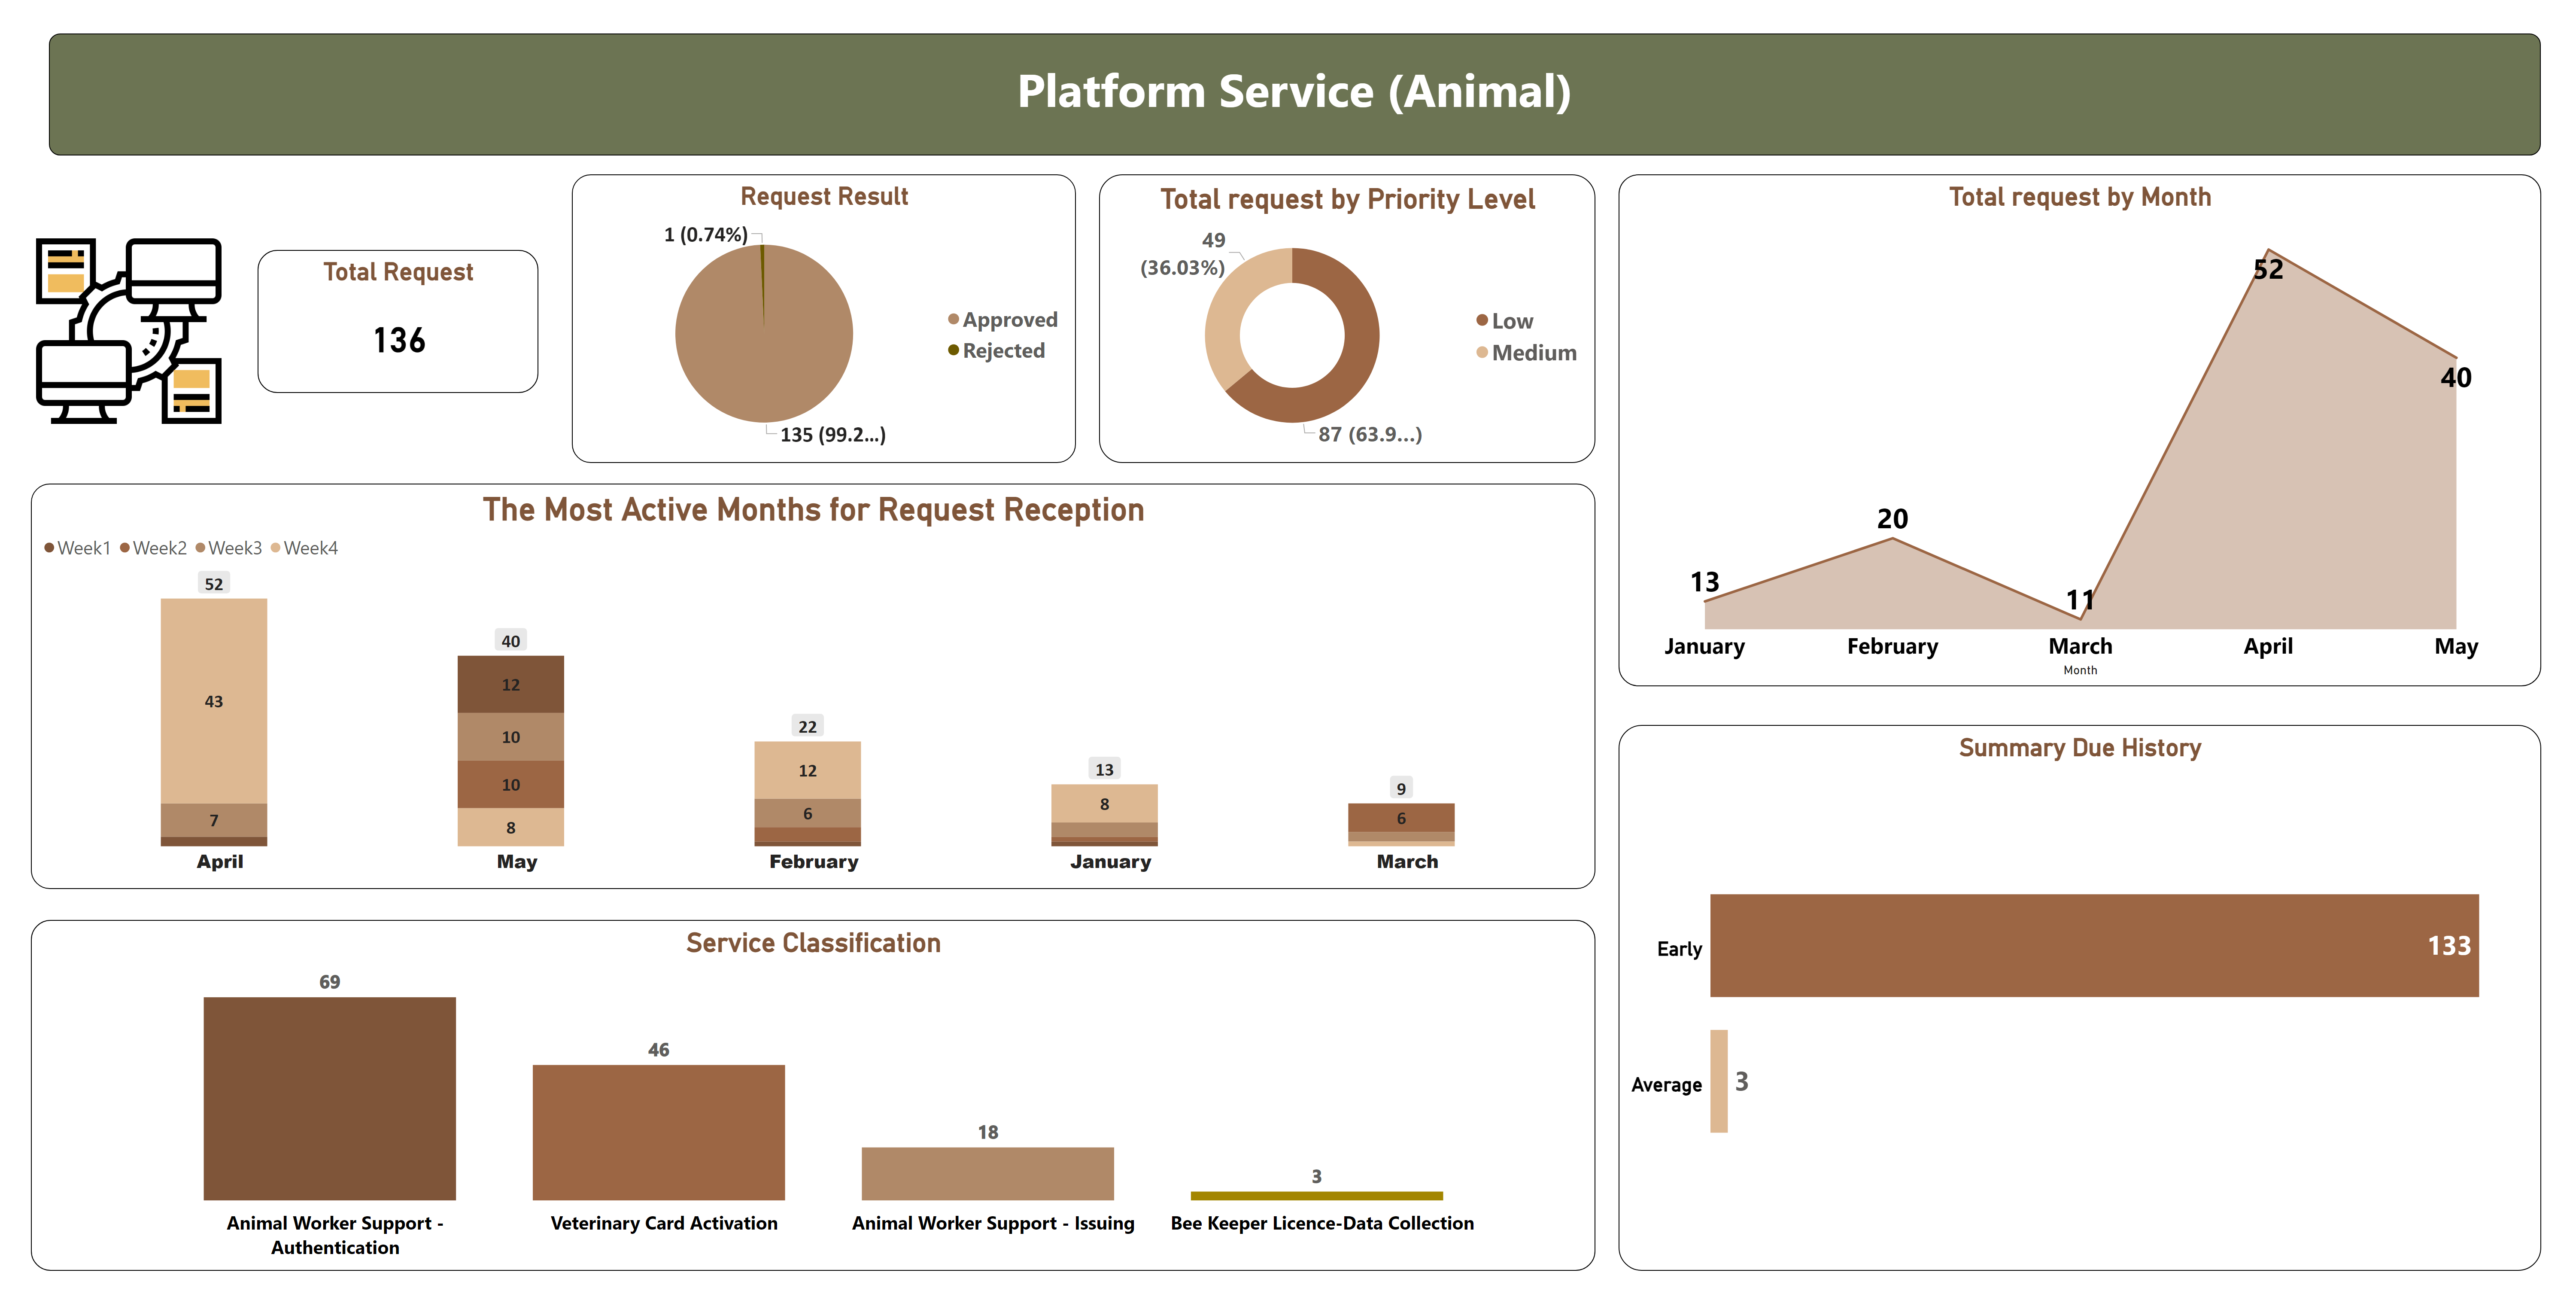 Platform Service (Animal)
Total Request
136
Request Result
1 (0.74%)
135 (99.2...)
Approved
Rejected
Total request by Priority Level
49
(36.03%)
87 (63.9...)
Low
Medium
Total request by Month
13
20
11
52
40
January February March April May
Month
The Most Active Months for Request Reception
Week1 Week2 Week3 Week4
52
43
7
April
40
12
10
10
8
May
22
12
6
February
13
8
January
9
6
March
Summary Due History
Early 133
Average 3
Service Classification
69
Animal Worker Support -
Authentication
46
Veterinary Card Activation
18
Animal Worker Support - Issuing
3
Bee Keeper Licence-Data Collection